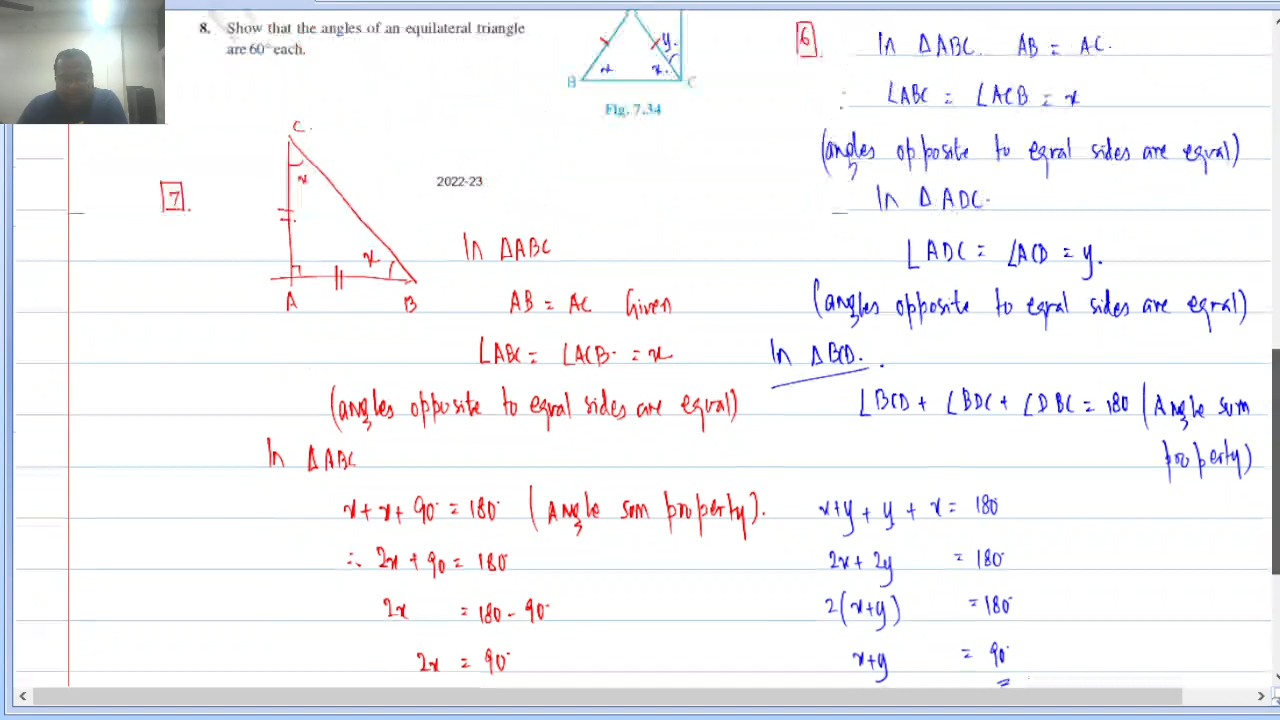 8. Show that the angles of an equilateral triangle
are 60° each.
y.
x x.
B C
Fig. 7.34
2022-23
7.
C.
x
x
A B
In ΔABC
AB = AC Given
∠ABC = ∠ACB. = x
(angles opposite to equal sides are equal)
In ΔABC
x + x + 90° = 180° (Angle sum property).
∴ 2x + 90 = 180°
2x = 180 - 90°
2x = 90°
6.
In ΔABC. AB = AC.
∠ABC = ∠ACB = x
(angles opposite to equal sides are equal)
In ΔADC.
∠ADC = ∠ACD = y.
(angles opposite to equal sides are equal)
In ΔBCD.
∠BCD + ∠BDC + ∠DBC = 180 (Angle sum
property)
x+y + y + x = 180°
2x + 2y = 180°
2(x+y) = 180°
x+y = 90°